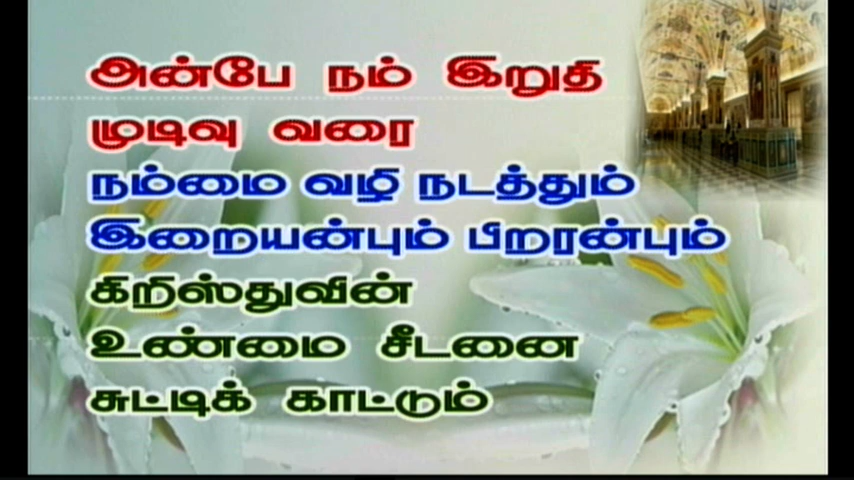 அன்பே நம் இறுதி
முடிவு வரை
நம்மை வழி நடத்தும்
இறையன்பும் பிறரன்பும்
கிறிஸ்துவின்
உண்மை சீடனை
சுட்டிக் காட்டும்